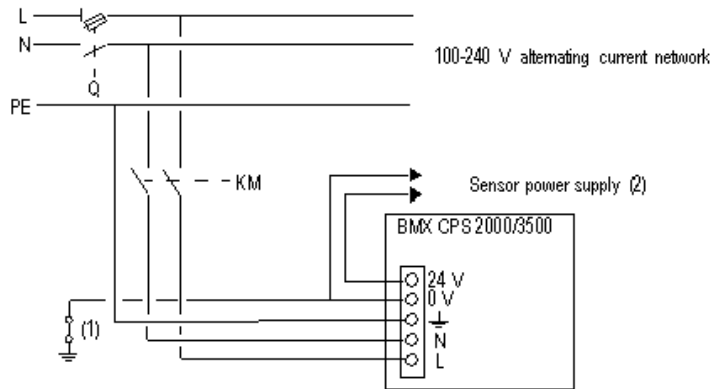 L
N
100-240 V alternating current network
Q
PE
KM
Sensor power supply (2)
BMX CPS 2000/3500
24 V
0 V
(1)
N
L